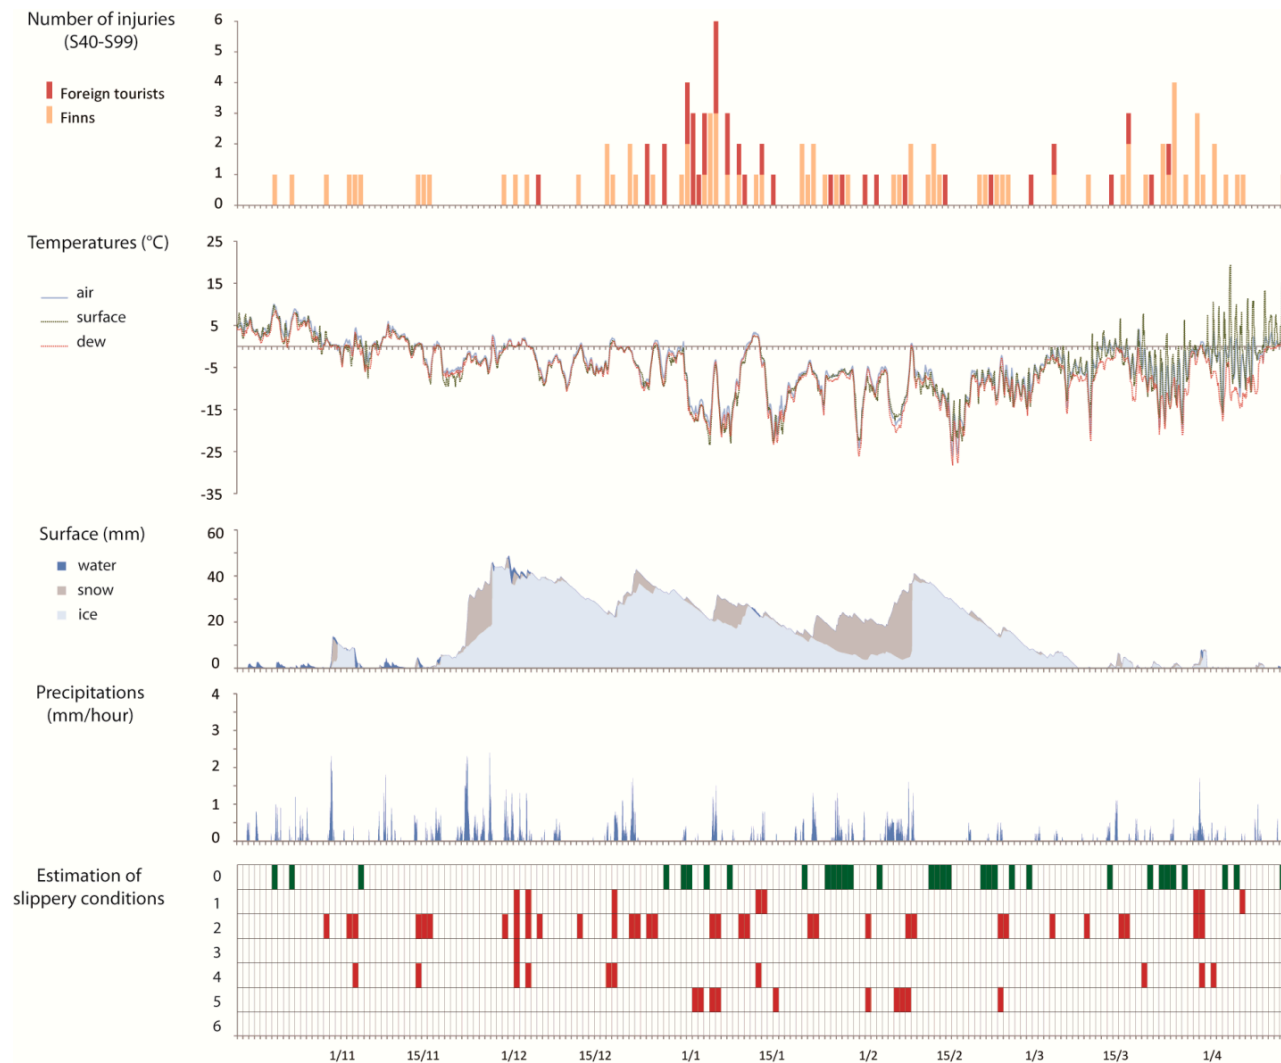 Number of injuries
(S40-S99)
Foreign tourists
Finns
6
5
4
3
2
1
0
Temperatures (°C)
air
surface
dew
25
15
5
-5
-15
-25
-35
Surface (mm)
water
snow
ice
60
40
20
0
Precipitations
(mm/hour)
4
3
2
1
0
Estimation of
slippery conditions
0
1
2
3
4
5
6
1/11 15/11 1/12 15/12 1/1 15/1 1/2 15/2 1/3 15/3 1/4